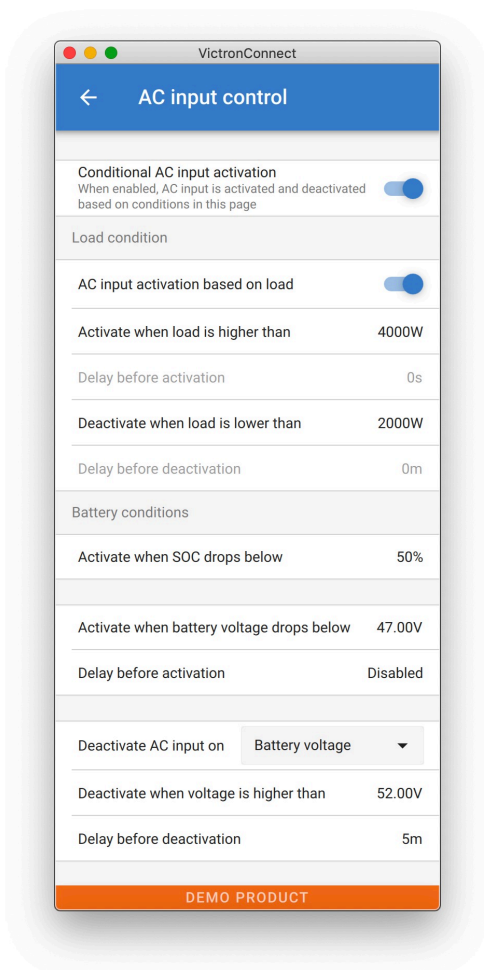 VictronConnect
AC input control
Conditional AC input activation
When enabled, AC input is activated and deactivated
based on conditions in this page
Load condition
AC input activation based on load
Activate when load is higher than 4000W
Delay before activation 0s
Deactivate when load is lower than 2000W
Delay before deactivation 0m
Battery conditions
Activate when SOC drops below 50%
Activate when battery voltage drops below 47.00V
Delay before activation Disabled
Deactivate AC input on Battery voltage
Deactivate when voltage is higher than 52.00V
Delay before deactivation 5m
DEMO PRODUCT